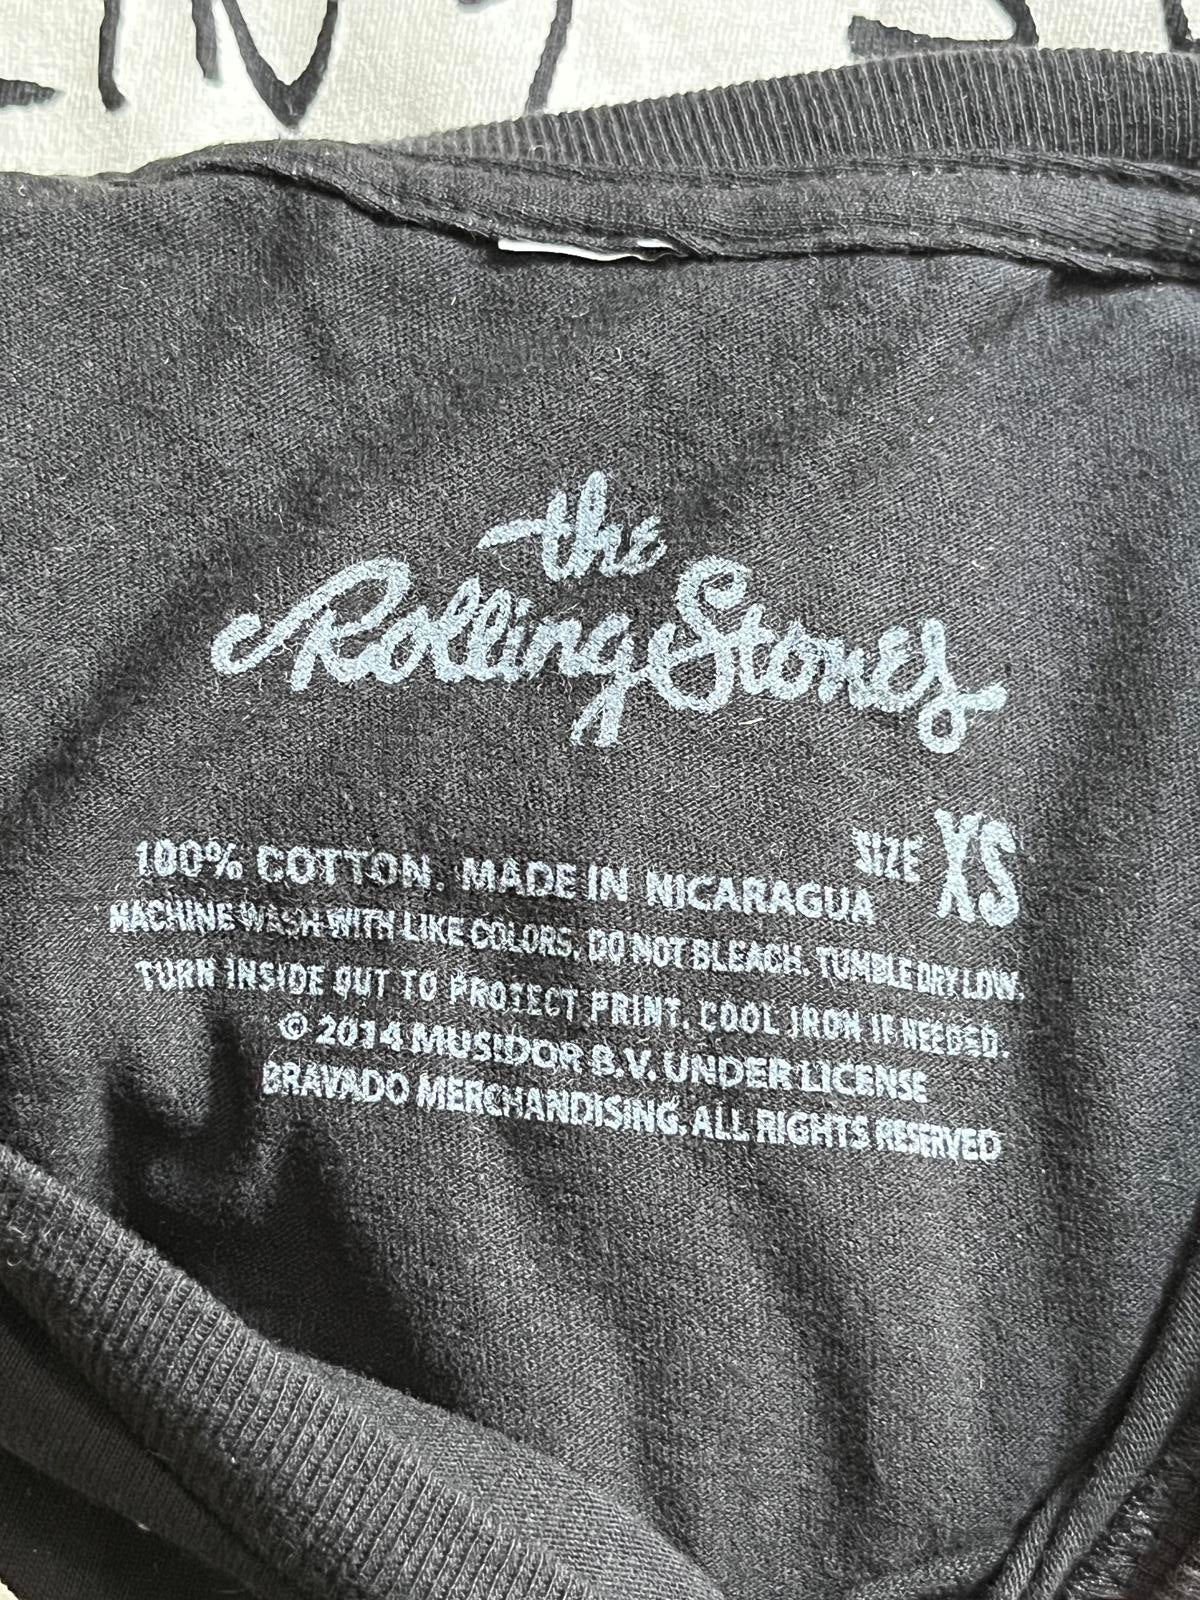 the
Rolling Stones
SIZE XS
100% COTTON. MADE IN NICARAGUA
MACHINE WASH WITH LIKE COLORS. DO NOT BLEACH. TUMBLE DRY LOW.
TURN INSIDE OUT TO PROTECT PRINT. COOL IRON IF NEEDED.
© 2014 MUSIDOR B.V. UNDER LICENSE
BRAVADO MERCHANDISING. ALL RIGHTS RESERVED